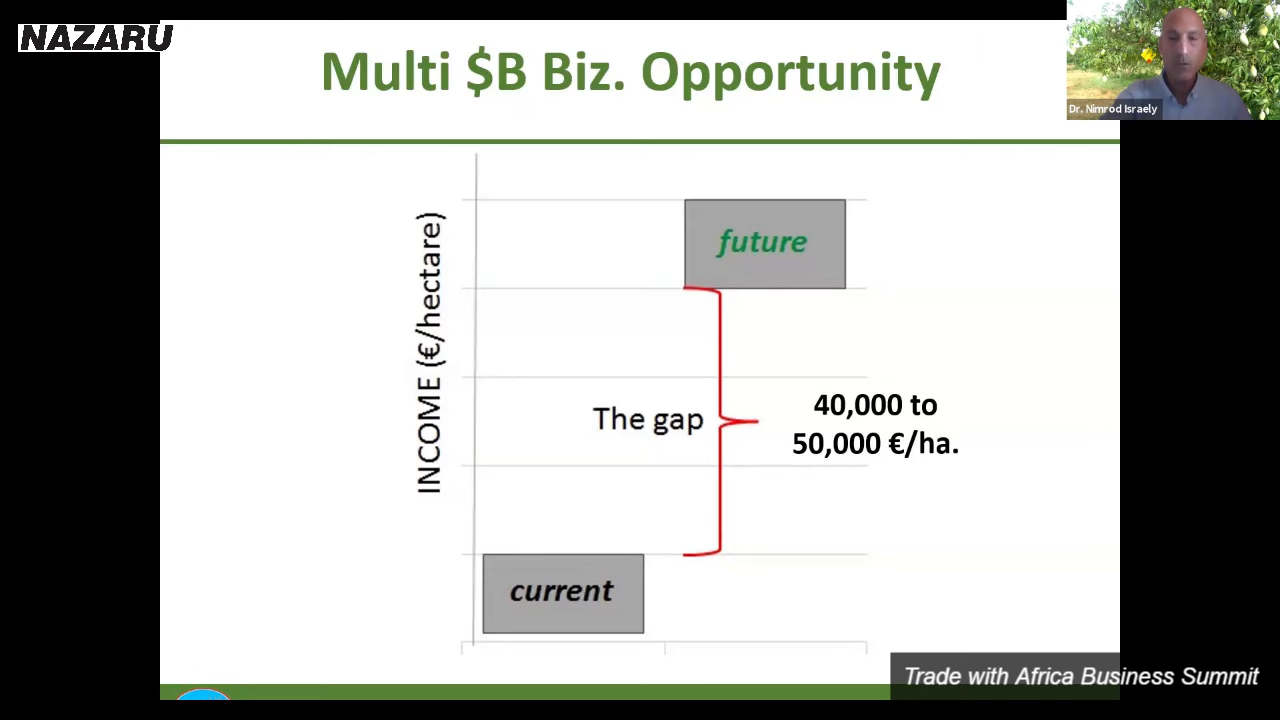 NAZARU
Multi $B Biz. Opportunity
Dr. Nimrod Israely
INCOME (€/hectare)
future
The gap
40,000 to
50,000 €/ha.
current
Trade with Africa Business Summit